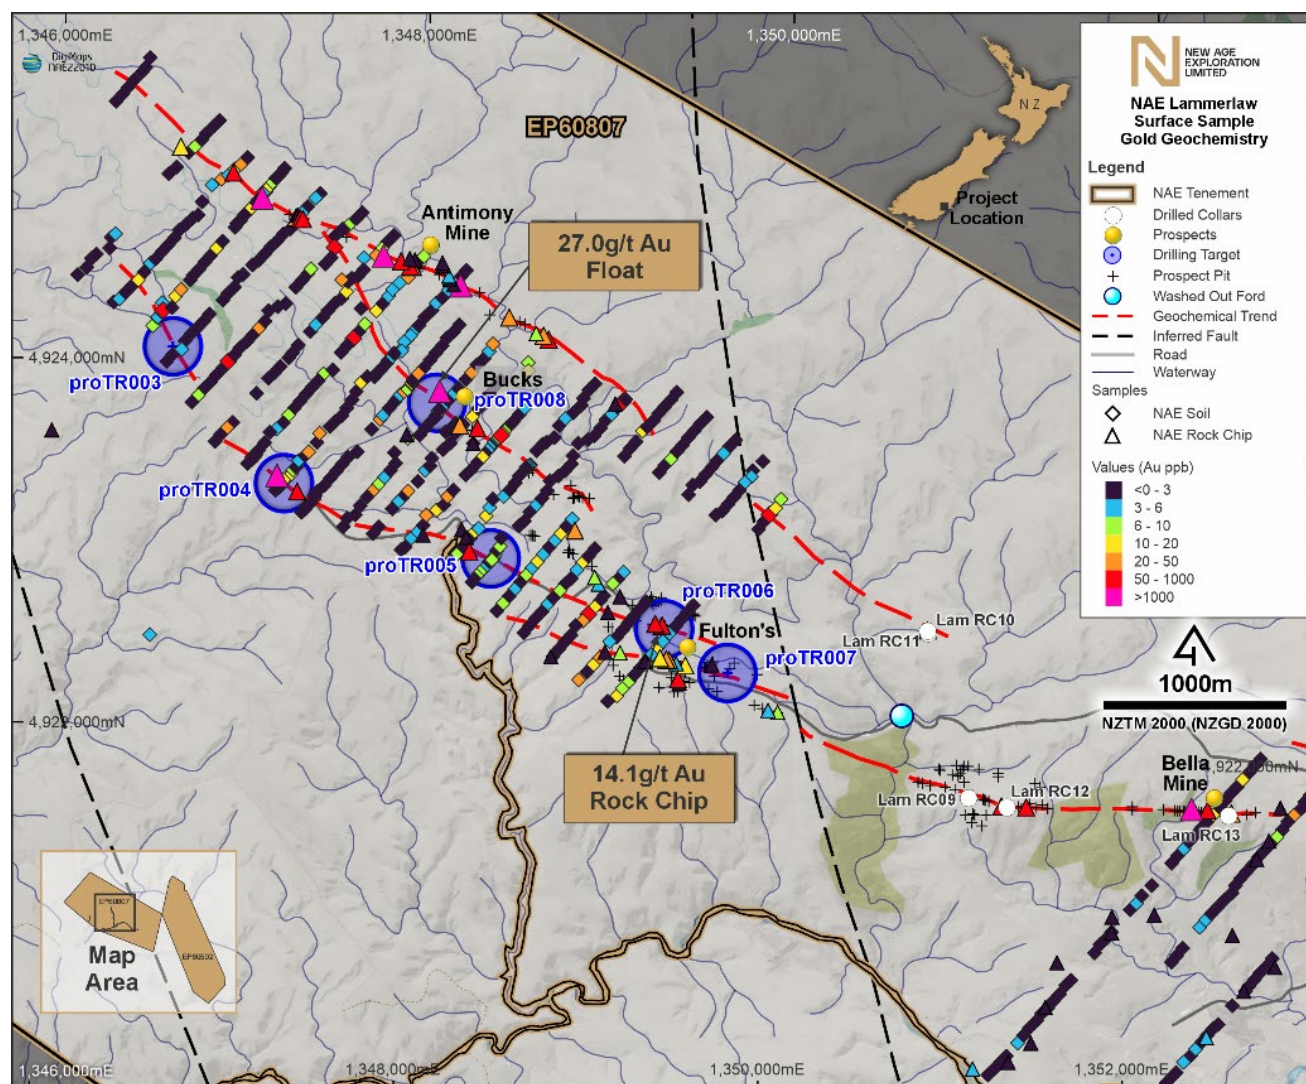 1,346,000mE
1,348,000mE
1,350,000mE
NAE22010
EP60807
NZ
Project
Location
Antimony
Mine
27.0g/t Au
Float
4,924,000mN
proTR003
Bucks
proTR008
proTR004
proTR005
proTR006
Fulton's
proTR007
Lam RC10
Lam RC11
4,922,000mN
14.1g/t Au
Rock Chip
Lam RC09
Lam RC12
Bella
Mine
Lam RC13
EP60807
EP60502
Map
Area
1,346,000mE
1,348,000mE
1,350,000mE
1,352,000mE
N
NEW AGE
EXPLORATION
LIMITED
NAE Lammerlaw
Surface Sample
Gold Geochemistry
Legend
NAE Tenement
Drilled Collars
Prospects
Drilling Target
Prospect Pit
Washed Out Ford
Geochemical Trend
Inferred Fault
Road
Waterway
Samples
NAE Soil
NAE Rock Chip
Values (Au ppb)
<0 - 3
3 - 6
6 - 10
10 - 20
20 - 50
50 - 1000
>1000
1000m
NZTM 2000 (NZGD 2000)